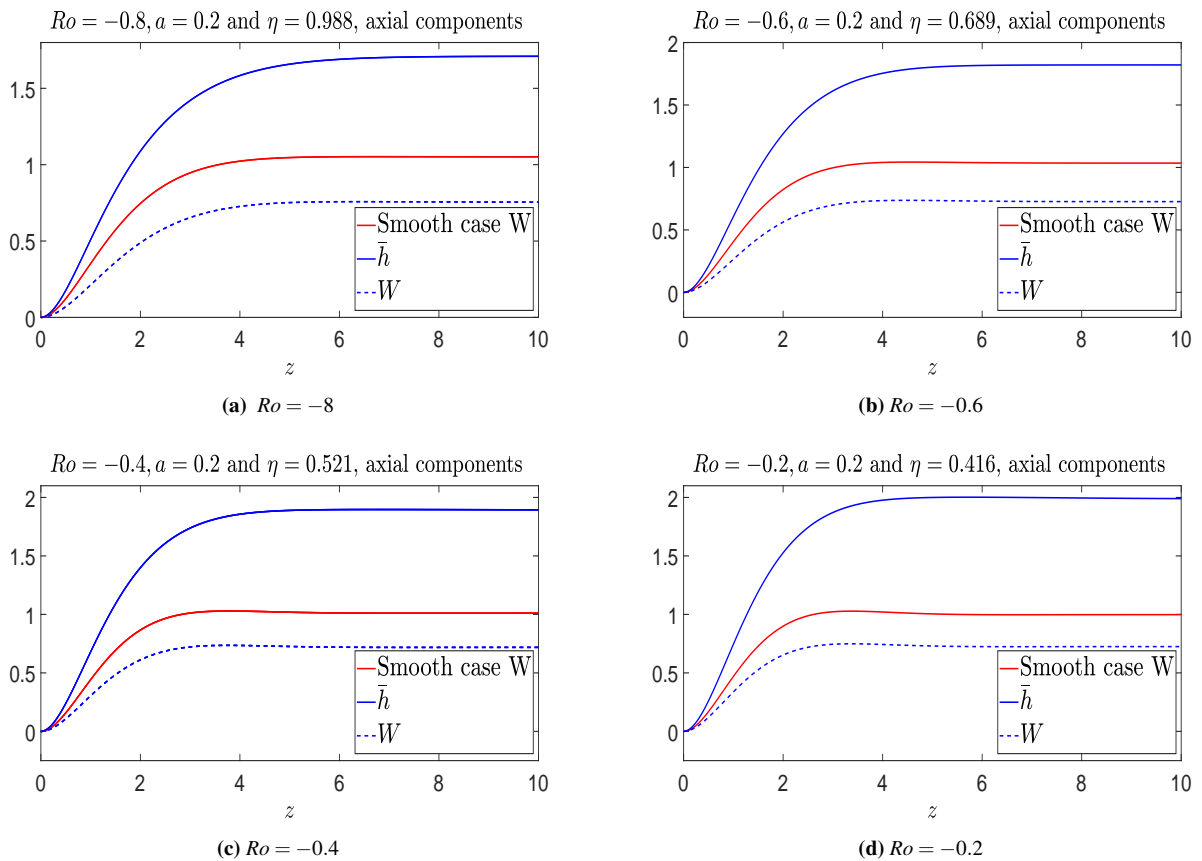 Ro = −0.8, a = 0.2 and η = 0.988, axial components
1.5
1
0.5
0
0 2 4 6 8 10
z
Smooth case W
h̄
W
(a) Ro = −8
Ro = −0.6, a = 0.2 and η = 0.689, axial components
2
1.5
1
0.5
0
0 2 4 6 8 10
z
Smooth case W
h̄
W
(b) Ro = −0.6
Ro = −0.4, a = 0.2 and η = 0.521, axial components
2
1.5
1
0.5
0
0 2 4 6 8 10
z
Smooth case W
h̄
W
(c) Ro = −0.4
Ro = −0.2, a = 0.2 and η = 0.416, axial components
2
1.5
1
0.5
0
0 2 4 6 8 10
z
Smooth case W
h̄
W
(d) Ro = −0.2